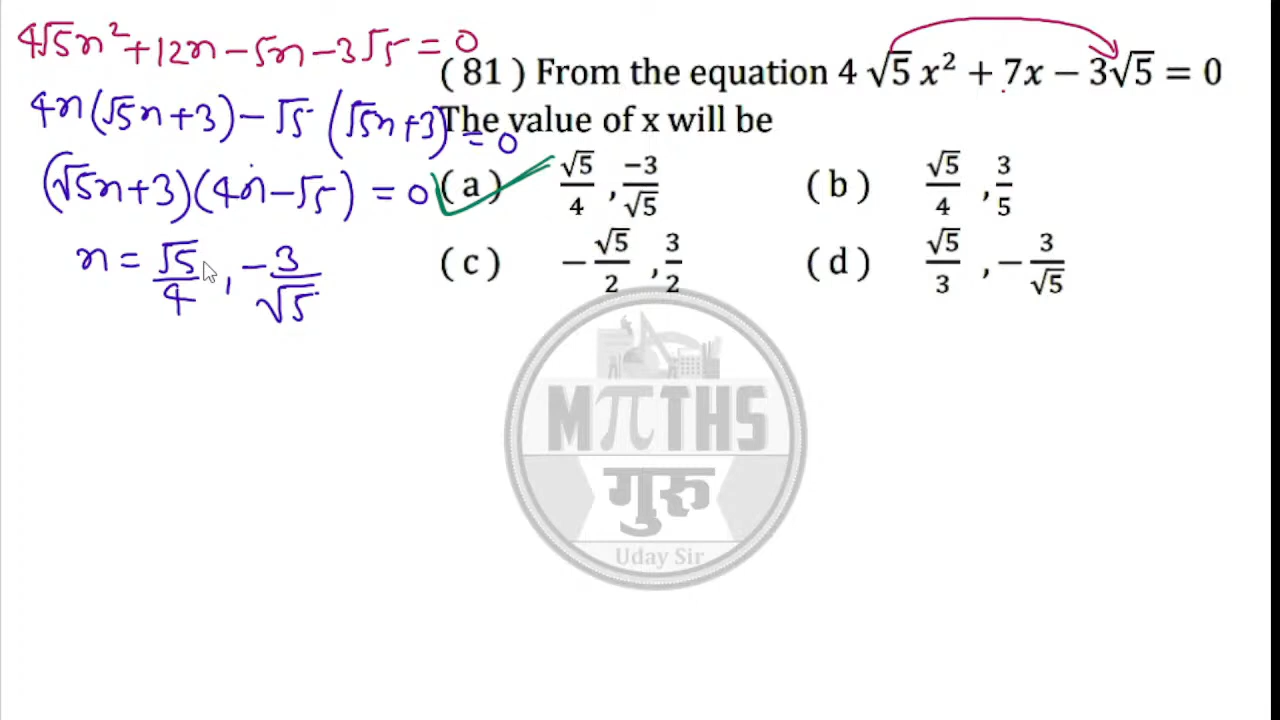 4√5x² + 12x - 5x - 3√5 = 0
4x(√5x + 3) - √5 (√5x + 3) = 0
(√5x + 3)(4x - √5) = 0
x = √5/4 , -3/√5
( 81 ) From the equation 4 √5 x² + 7x − 3√5 = 0
The value of x will be
( a ) √5/4 , −3/√5 ( b ) √5/4 , 3/5
( c ) − √5/2 , 3/2 ( d ) √5/3 , − 3/√5
MπTHS
गुरु
Uday Sir